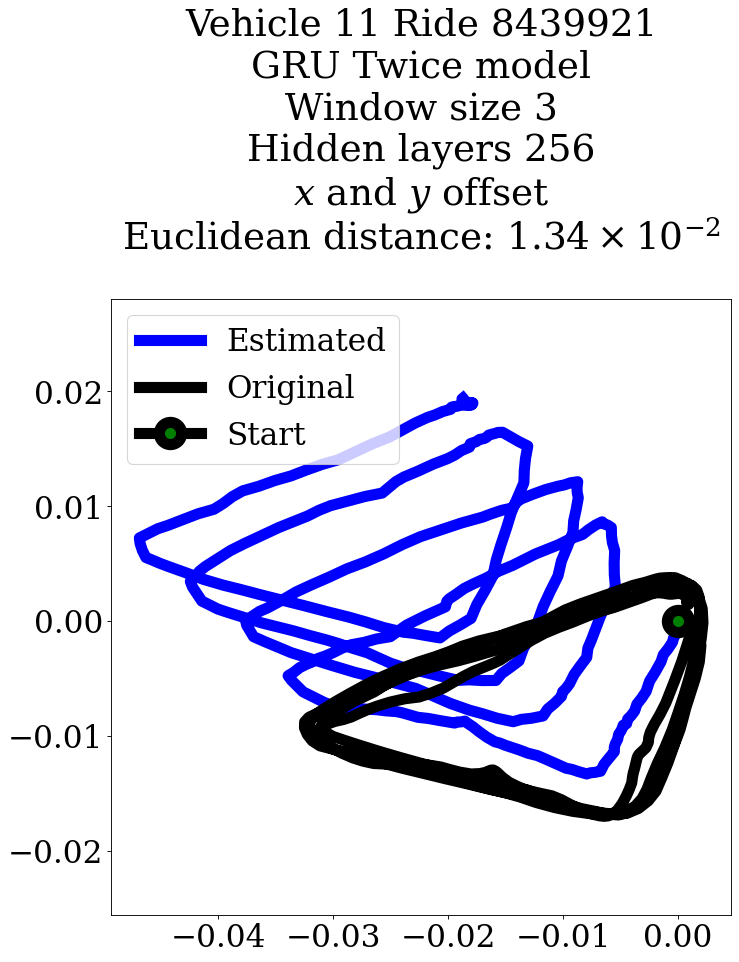 Vehicle 11 Ride 8439921
GRU Twice model
Window size 3
Hidden layers 256
x and y offset
Euclidean distance: 1.34 × 10⁻²
Estimated
Original
Start
0.02
0.01
0.00
−0.01
−0.02
−0.04 −0.03 −0.02 −0.01 0.00